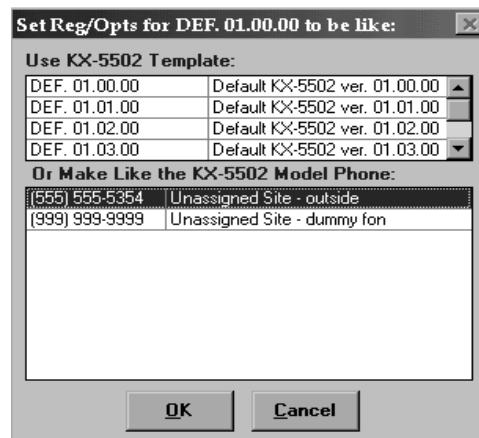 Set Reg/Opts for DEF. 01.00.00 to be like:
Use KX-5502 Template:
DEF. 01.00.00 Default KX-5502 ver. 01.00.00
DEF. 01.01.00 Default KX-5502 ver. 01.01.00
DEF. 01.02.00 Default KX-5502 ver. 01.02.00
DEF. 01.03.00 Default KX-5502 ver. 01.03.00
Or Make Like the KX-5502 Model Phone:
(555) 555-5354 Unassigned Site - outside
(999) 999-9999 Unassigned Site - dummy fon
OK Cancel